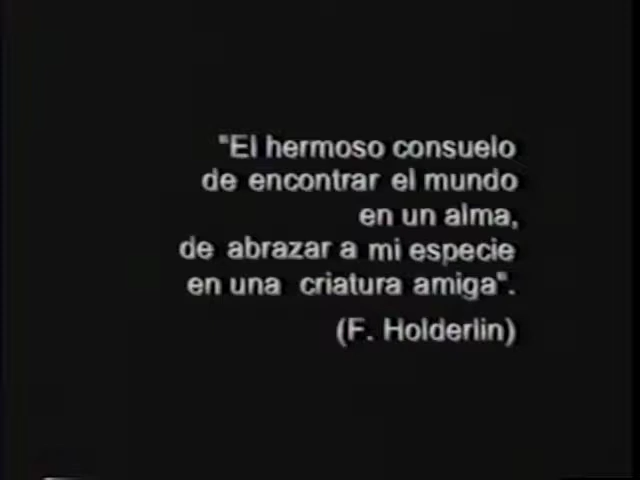 "El hermoso consuelo
de encontrar el mundo
en un alma,
de abrazar a mi especie
en una criatura amiga".
(F. Holderlin)